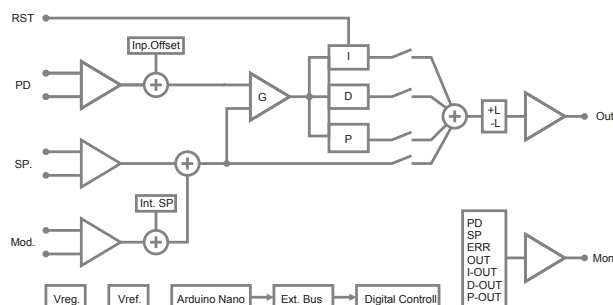 RST
Inp.Offset
PD
I
G
D
P
+L
-L
Out
SP.
Int. SP
Mod.
PD
SP
ERR
OUT
I-OUT
D-OUT
P-OUT
Mon
Vreg.
Vref.
Arduino Nano
Ext. Bus
Digital Controll